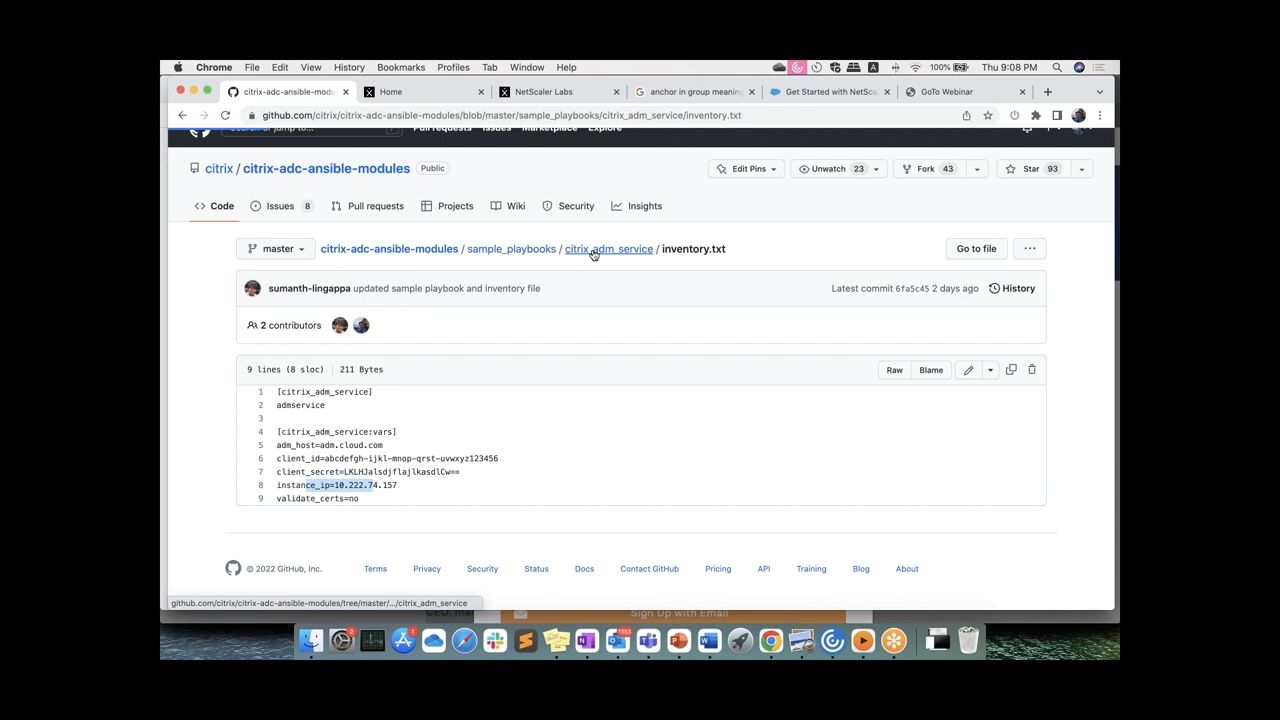 Chrome File Edit View History Bookmarks Profiles Tab Window Help 100% Thu 9:08 PM
citrix-adc-ansible-modu Home NetScaler Labs anchor in group meaning Get Started with NetSca GoTo Webinar
github.com/citrix/citrix-adc-ansible-modules/blob/master/sample_playbooks/citrix_adm_service/inventory.txt
Pull requests Issues Marketplace Explore
citrix / citrix-adc-ansible-modules Public Edit Pins Unwatch 23 Fork 43 Star 93
<> Code Issues 8 Pull requests Projects Wiki Security Insights
master citrix-adc-ansible-modules / sample_playbooks / citrix_adm_service / inventory.txt Go to file ...
sumanth-lingappa updated sample playbook and inventory file Latest commit 6fa5c45 2 days ago History
2 contributors
9 lines (8 sloc) 211 Bytes Raw Blame
1 [citrix_adm_service]
2 admservice
3
4 [citrix_adm_service:vars]
5 adm_host=adm.cloud.com
6 client_id=abcdefgh-ijkl-mnop-qrst-uvwxyz123456
7 client_secret=LKLHJalsdjflajlkasdlCw==
8 instance_ip=10.222.74.157
9 validate_certs=no
© 2022 GitHub, Inc. Terms Privacy Security Status Docs Contact GitHub Pricing API Training Blog About
github.com/citrix/citrix-adc-ansible-modules/tree/master/.../citrix_adm_service
Sign Up with Email